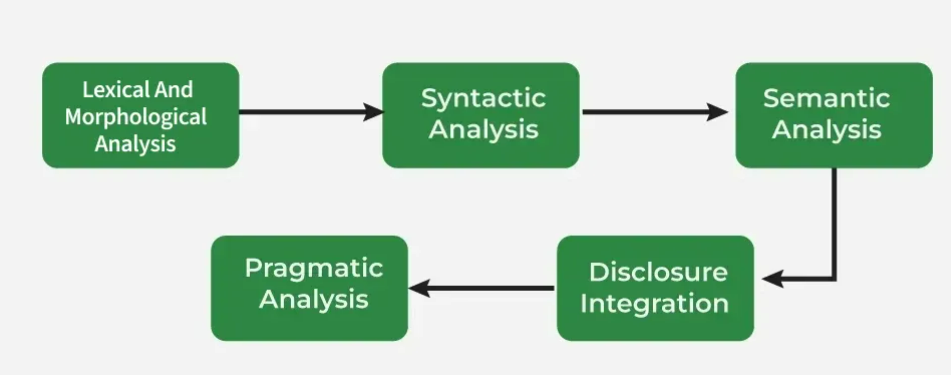 Lexical And
Morphological
Analysis
Syntactic
Analysis
Semantic
Analysis
Disclosure
Integration
Pragmatic
Analysis